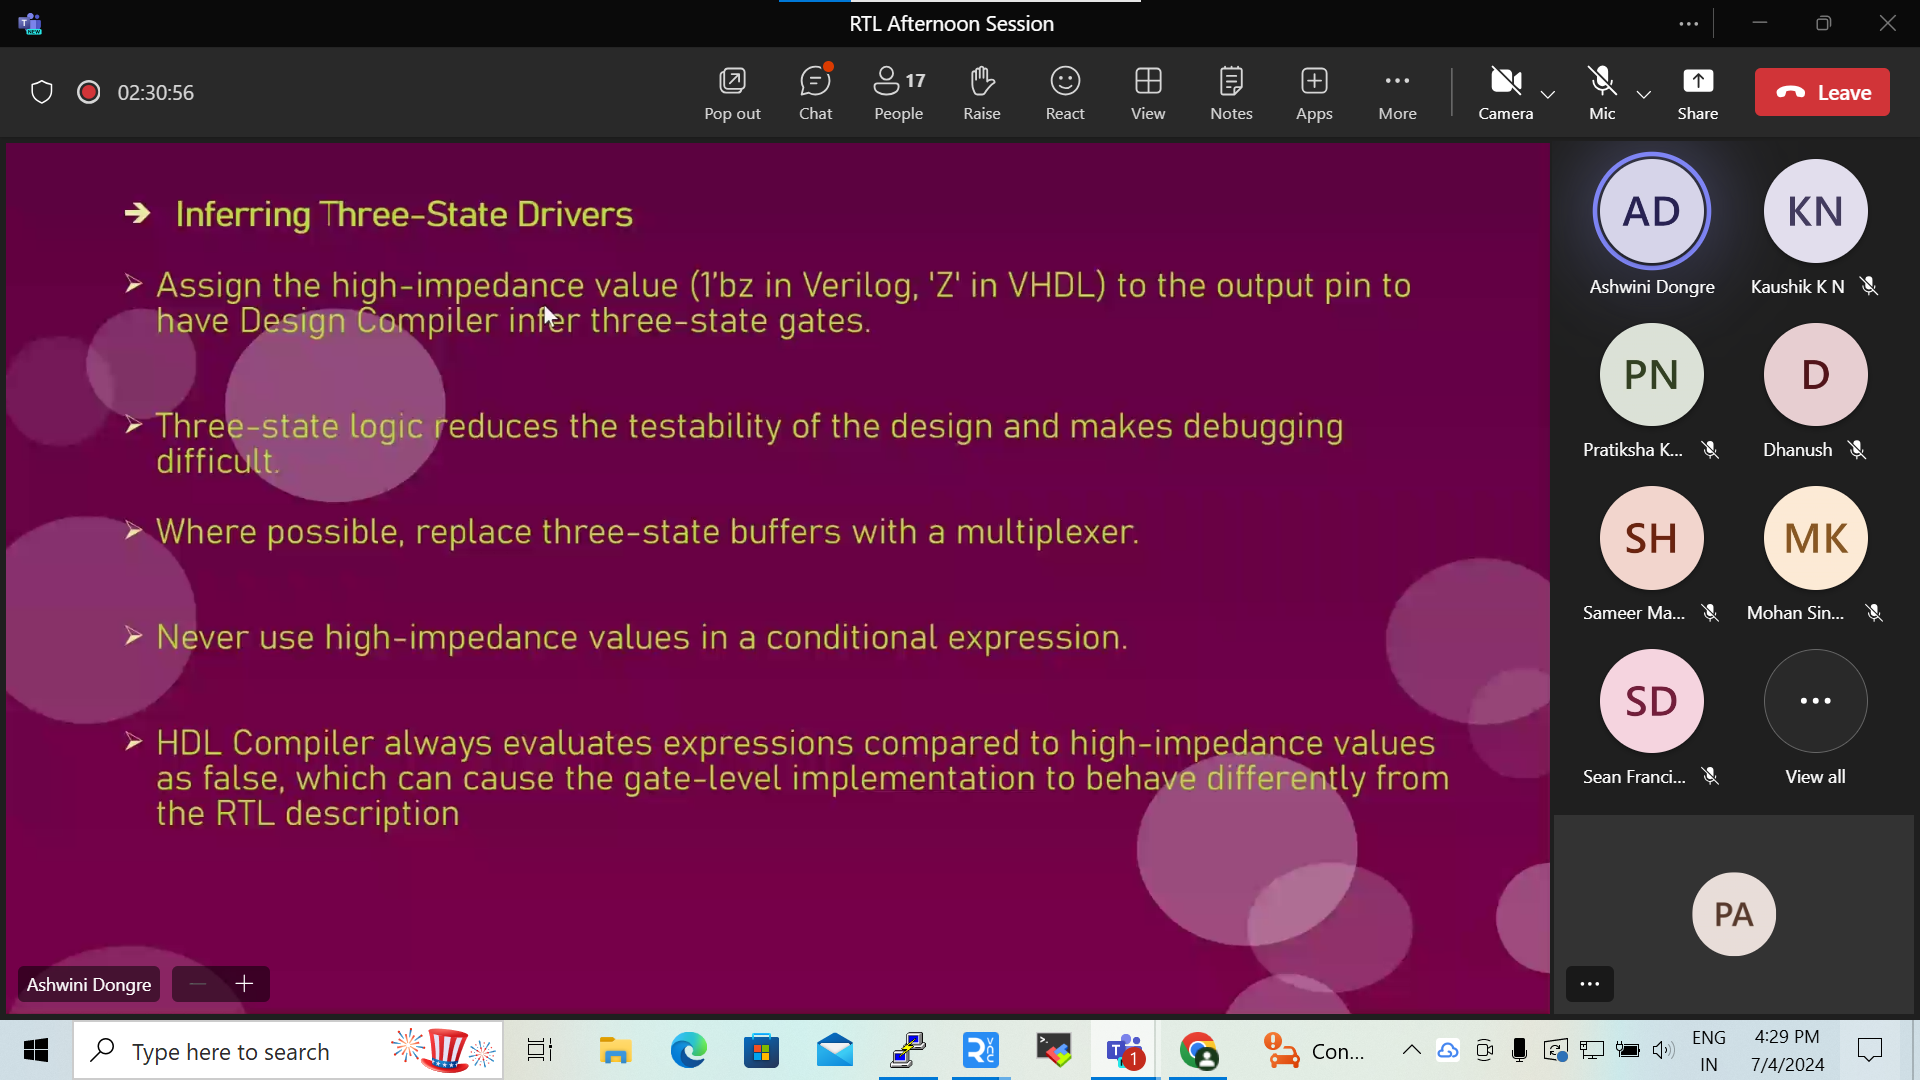 RTL Afternoon Session
02:30:56
Pop out
Chat
17
People
Raise
React
View
Notes
Apps
More
Camera
Mic
Share
Leave
➔ Inferring Three-State Drivers
➢ Assign the high-impedance value (1'bz in Verilog, 'Z' in VHDL) to the output pin to
have Design Compiler infer three-state gates.
➢ Three-state logic reduces the testability of the design and makes debugging
difficult.
➢ Where possible, replace three-state buffers with a multiplexer.
➢ Never use high-impedance values in a conditional expression.
➢ HDL Compiler always evaluates expressions compared to high-impedance values
as false, which can cause the gate-level implementation to behave differently from
the RTL description
Ashwini Dongre
AD
Ashwini Dongre
KN
Kaushik K N
PN
Pratiksha K...
D
Dhanush
SH
Sameer Ma...
MK
Mohan Sin...
SD
Sean Franci...
View all
PA
Type here to search
1
Con...
ENG
IN
4:29 PM
7/4/2024